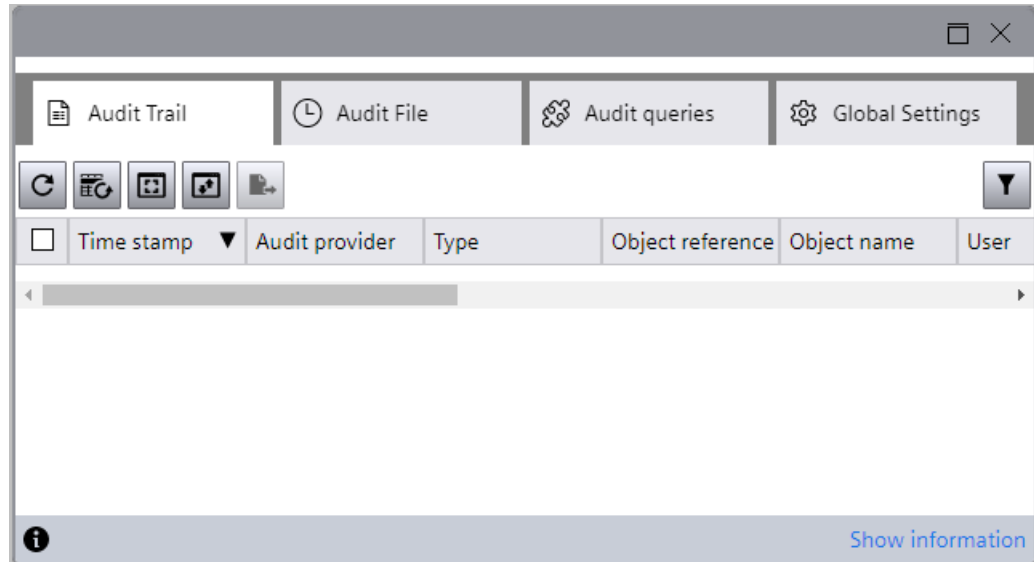 Audit Trail Audit File Audit queries Global Settings
Time stamp Audit provider Type Object reference Object name User
Show information